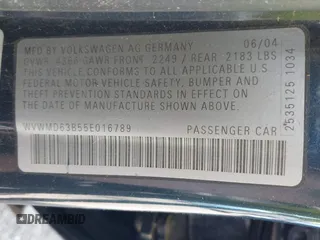 MFD BY VOLKSWAGEN AG GERMANY 06/04
GVWR 4288 GAWR FRONT 2249 / REAR 2183 LBS
THIS VEHICLE CONFORMS TO ALL APPLICABLE U.S.
FEDERAL MOTOR VEHICLE SAFETY, BUMPER AND
THEFT PREVENTION STANDARDS IN EFFECT ON THE
DATE OF MANUFACTURE SHOWN ABOVE
WVWMD63B55E016789 PASSENGER CAR
2535125 1034
DREAMBID